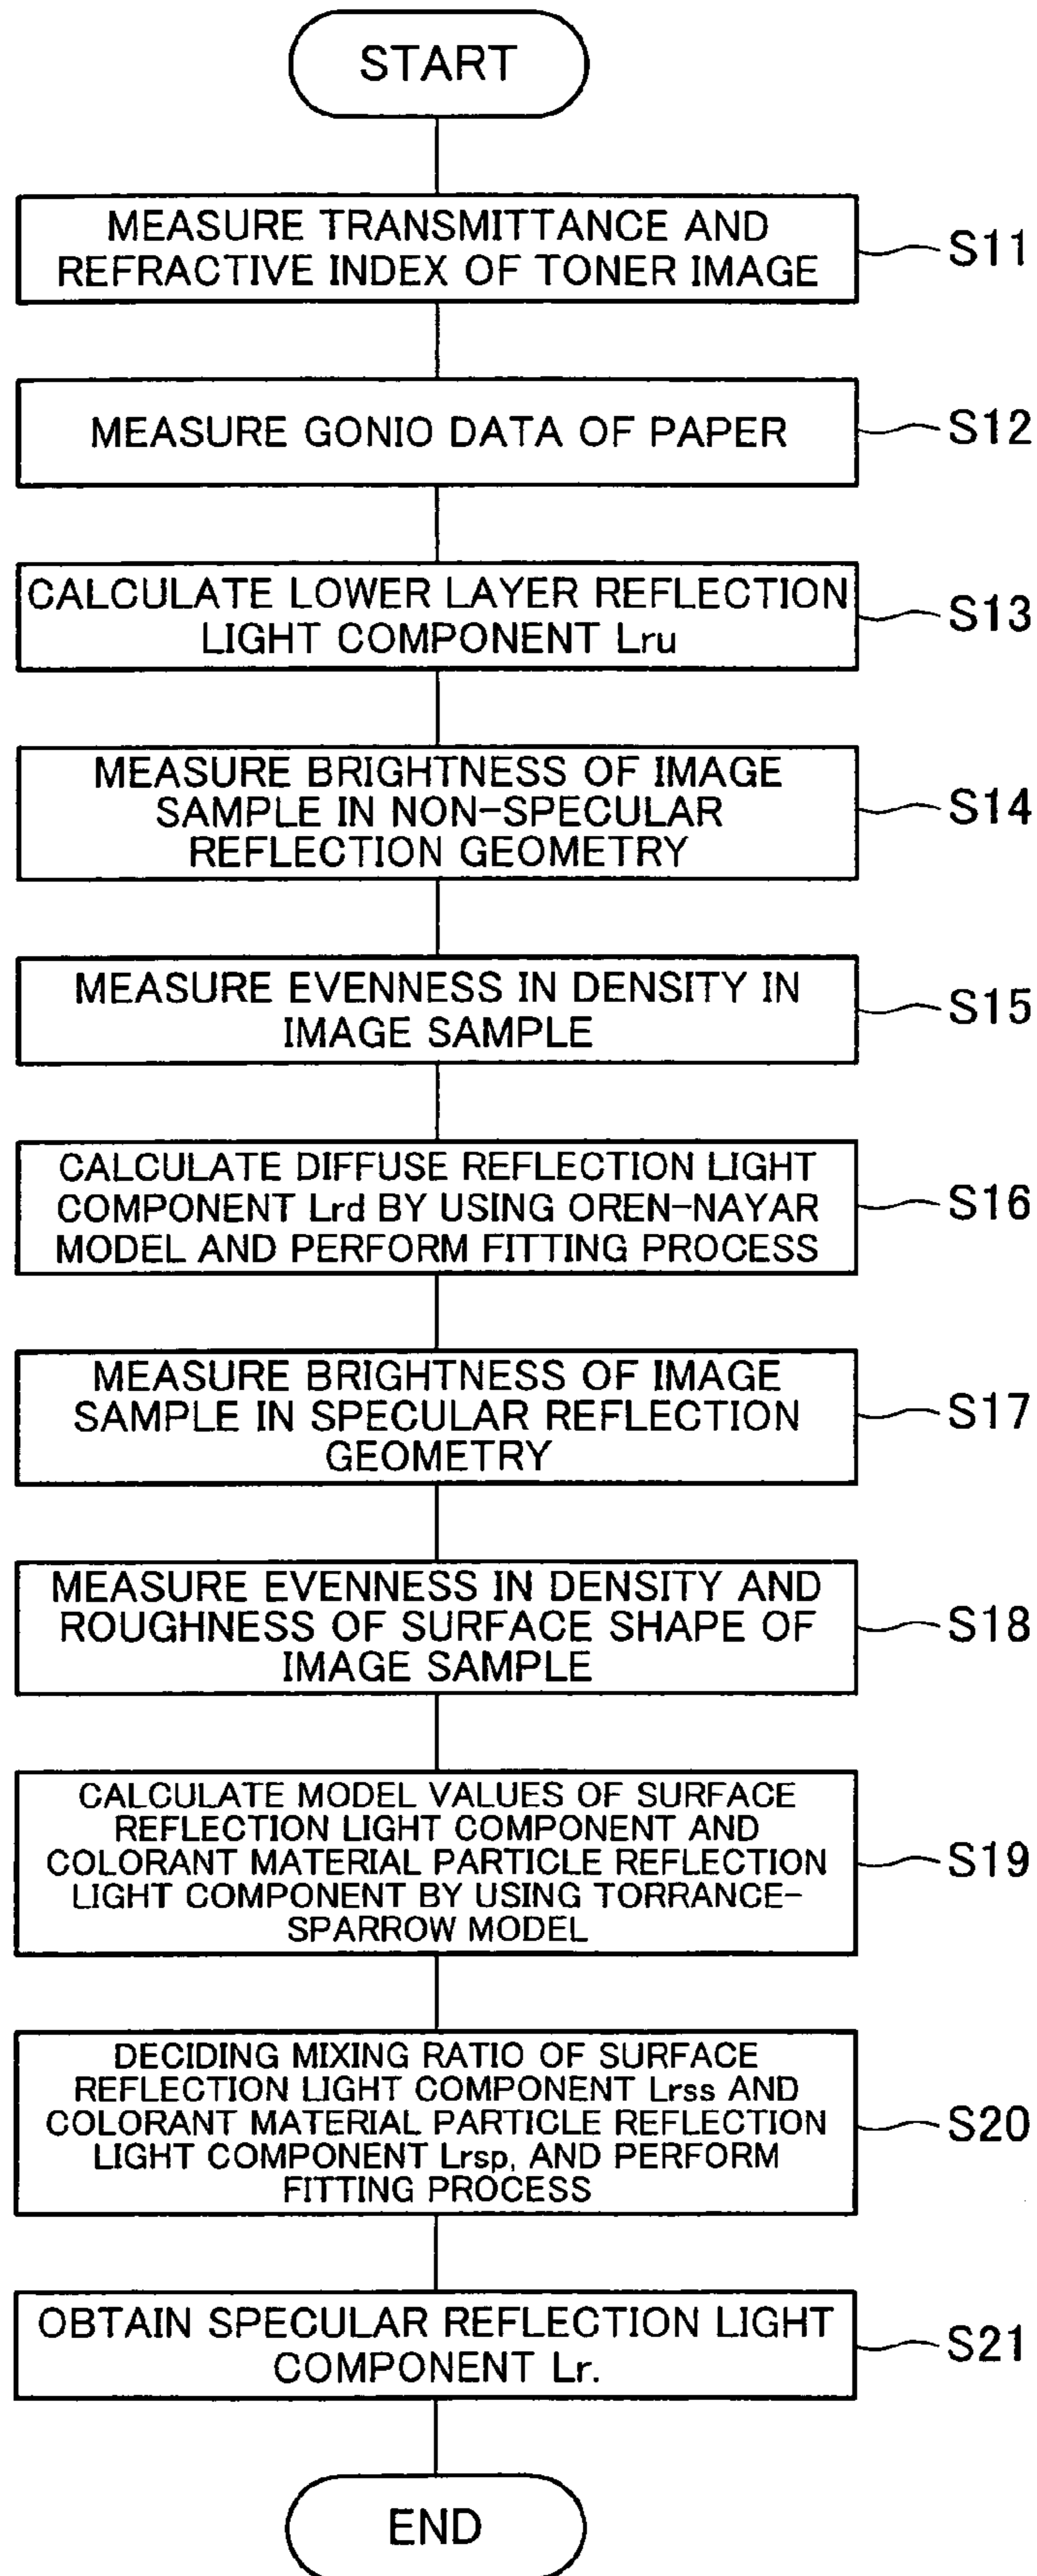 START
MEASURE TRANSMITTANCE AND
REFRACTIVE INDEX OF TONER IMAGE
S11
MEASURE GONIO DATA OF PAPER
S12
CALCULATE LOWER LAYER REFLECTION
LIGHT COMPONENT Lru
S13
MEASURE BRIGHTNESS OF IMAGE
SAMPLE IN NON-SPECULAR
REFLECTION GEOMETRY
S14
MEASURE EVENNESS IN DENSITY IN
IMAGE SAMPLE
S15
CALCULATE DIFFUSE REFLECTION LIGHT
COMPONENT Lrd BY USING OREN-NAYAR
MODEL AND PERFORM FITTING PROCESS
S16
MEASURE BRIGHTNESS OF IMAGE
SAMPLE IN SPECULAR REFLECTION
GEOMETRY
S17
MEASURE EVENNESS IN DENSITY AND
ROUGHNESS OF SURFACE SHAPE OF
IMAGE SAMPLE
S18
CALCULATE MODEL VALUES OF SURFACE
REFLECTION LIGHT COMPONENT AND
COLORANT MATERIAL PARTICLE REFLECTION
LIGHT COMPONENT BY USING TORRANCE-
SPARROW MODEL
S19
DECIDING MIXING RATIO OF SURFACE
REFLECTION LIGHT COMPONENT Lrss AND
COLORANT MATERIAL PARTICLE REFLECTION
LIGHT COMPONENT Lrsp, AND PERFORM
FITTING PROCESS
S20
OBTAIN SPECULAR REFLECTION LIGHT
COMPONENT Lr.
S21
END